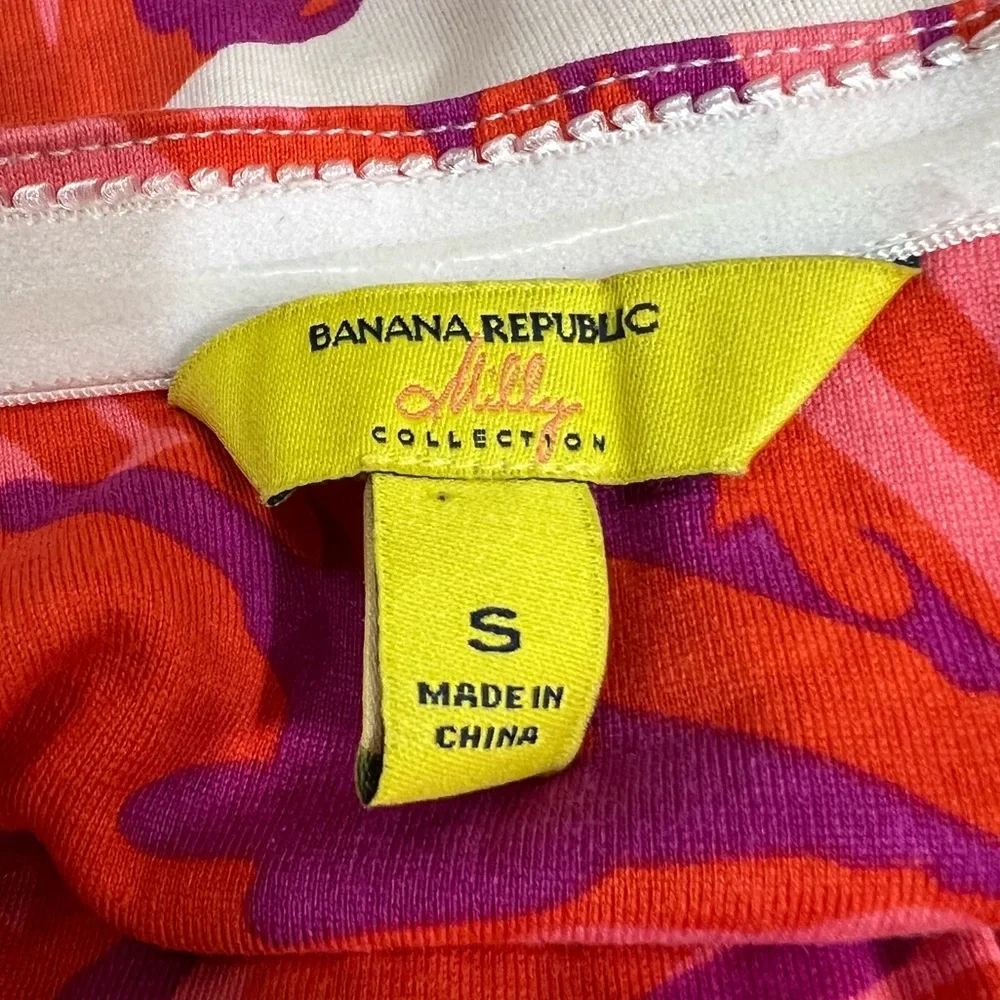 BANANA REPUBLIC
Milly
COLLECTION
S
MADE IN
CHINA